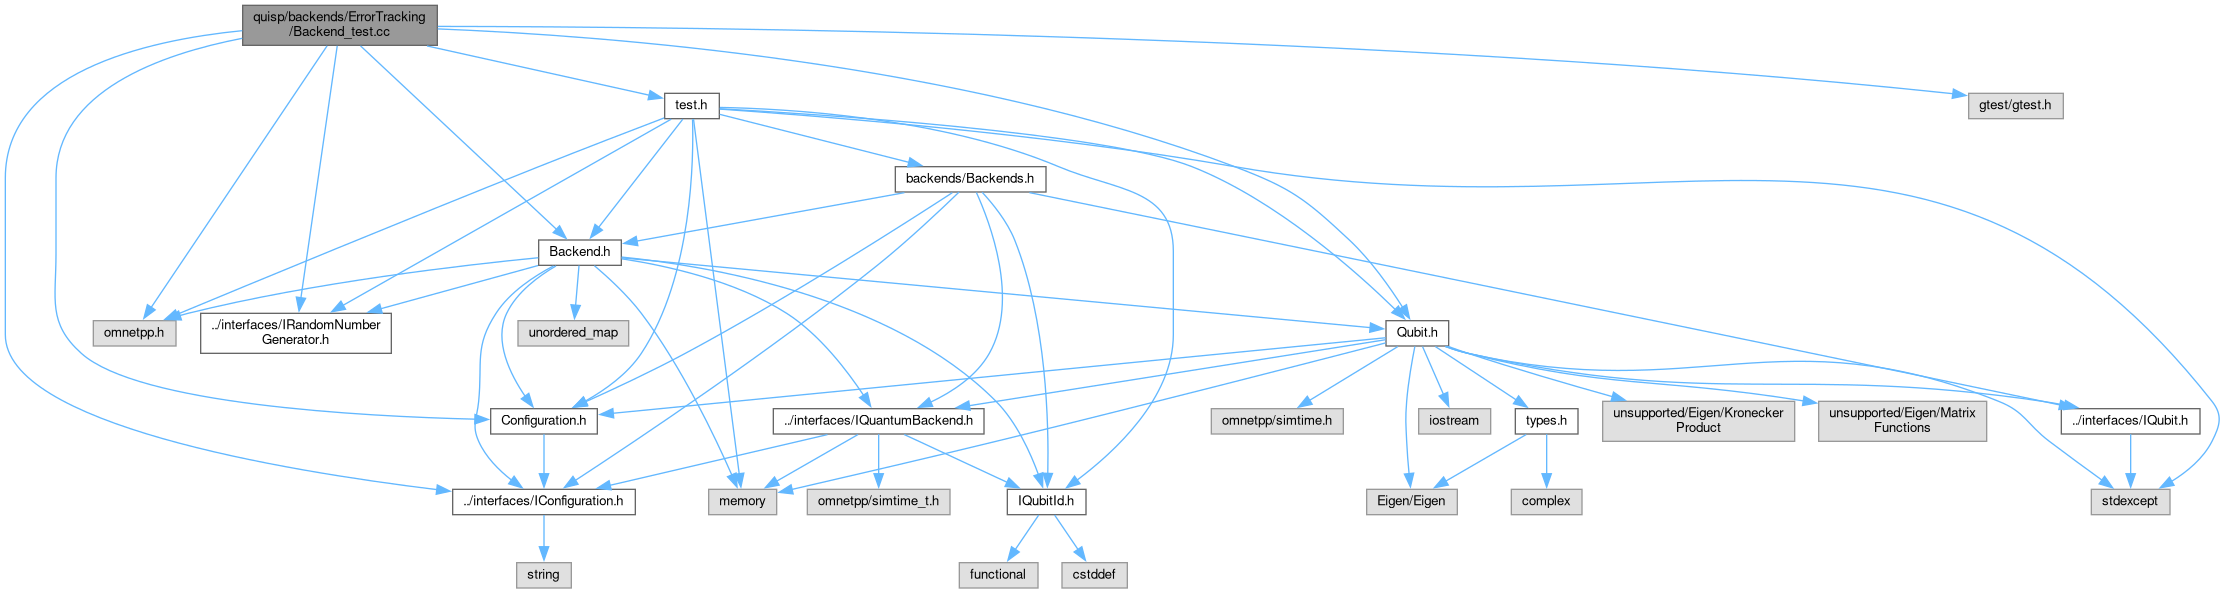 quisp/backends/ErrorTracking
/Backend_test.cc
test.h
gtest/gtest.h
backends/Backends.h
Backend.h
omnetpp.h
../interfaces/IRandomNumber
Generator.h
unordered_map
Qubit.h
Configuration.h
../interfaces/IQuantumBackend.h
omnetpp/simtime.h
iostream
types.h
unsupported/Eigen/Kronecker
Product
unsupported/Eigen/Matrix
Functions
../interfaces/IQubit.h
../interfaces/IConfiguration.h
memory
omnetpp/simtime_t.h
IQubitId.h
Eigen/Eigen
complex
stdexcept
string
functional
cstddef